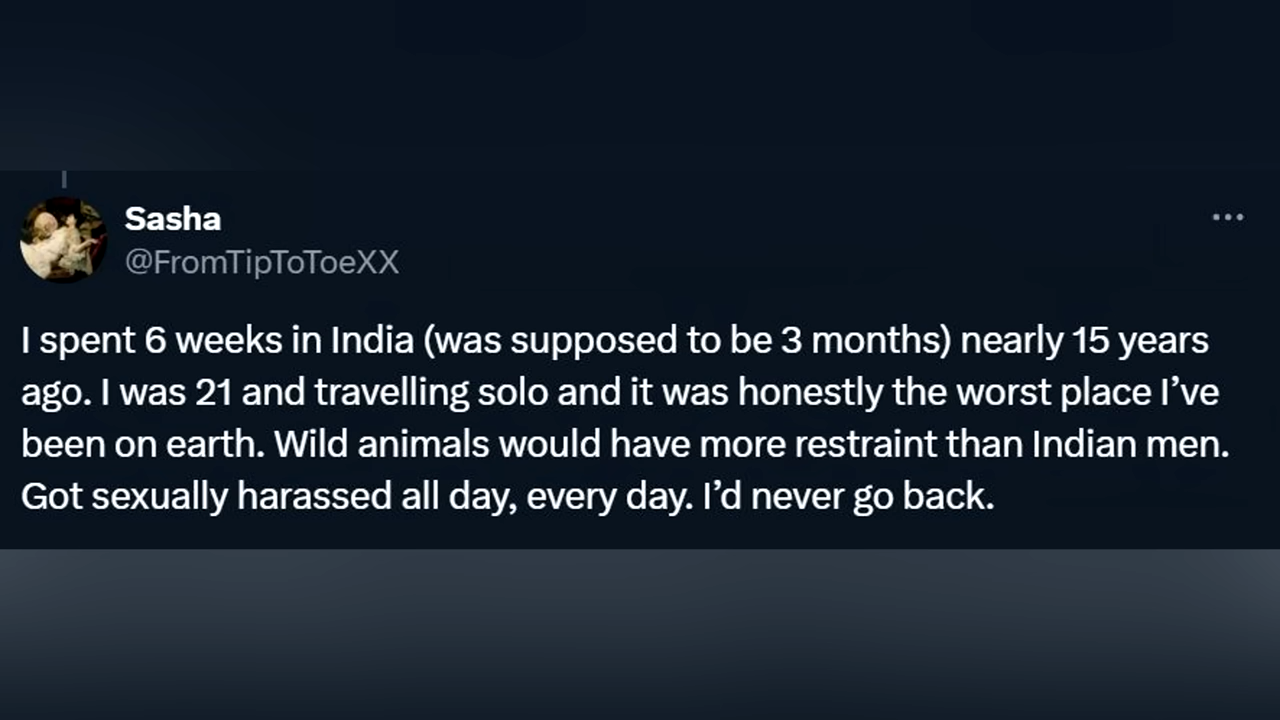 Sasha
@FromTipToToeXX
I spent 6 weeks in India (was supposed to be 3 months) nearly 15 years
ago. I was 21 and travelling solo and it was honestly the worst place I’ve
been on earth. Wild animals would have more restraint than Indian men.
Got sexually harassed all day, every day. I’d never go back.